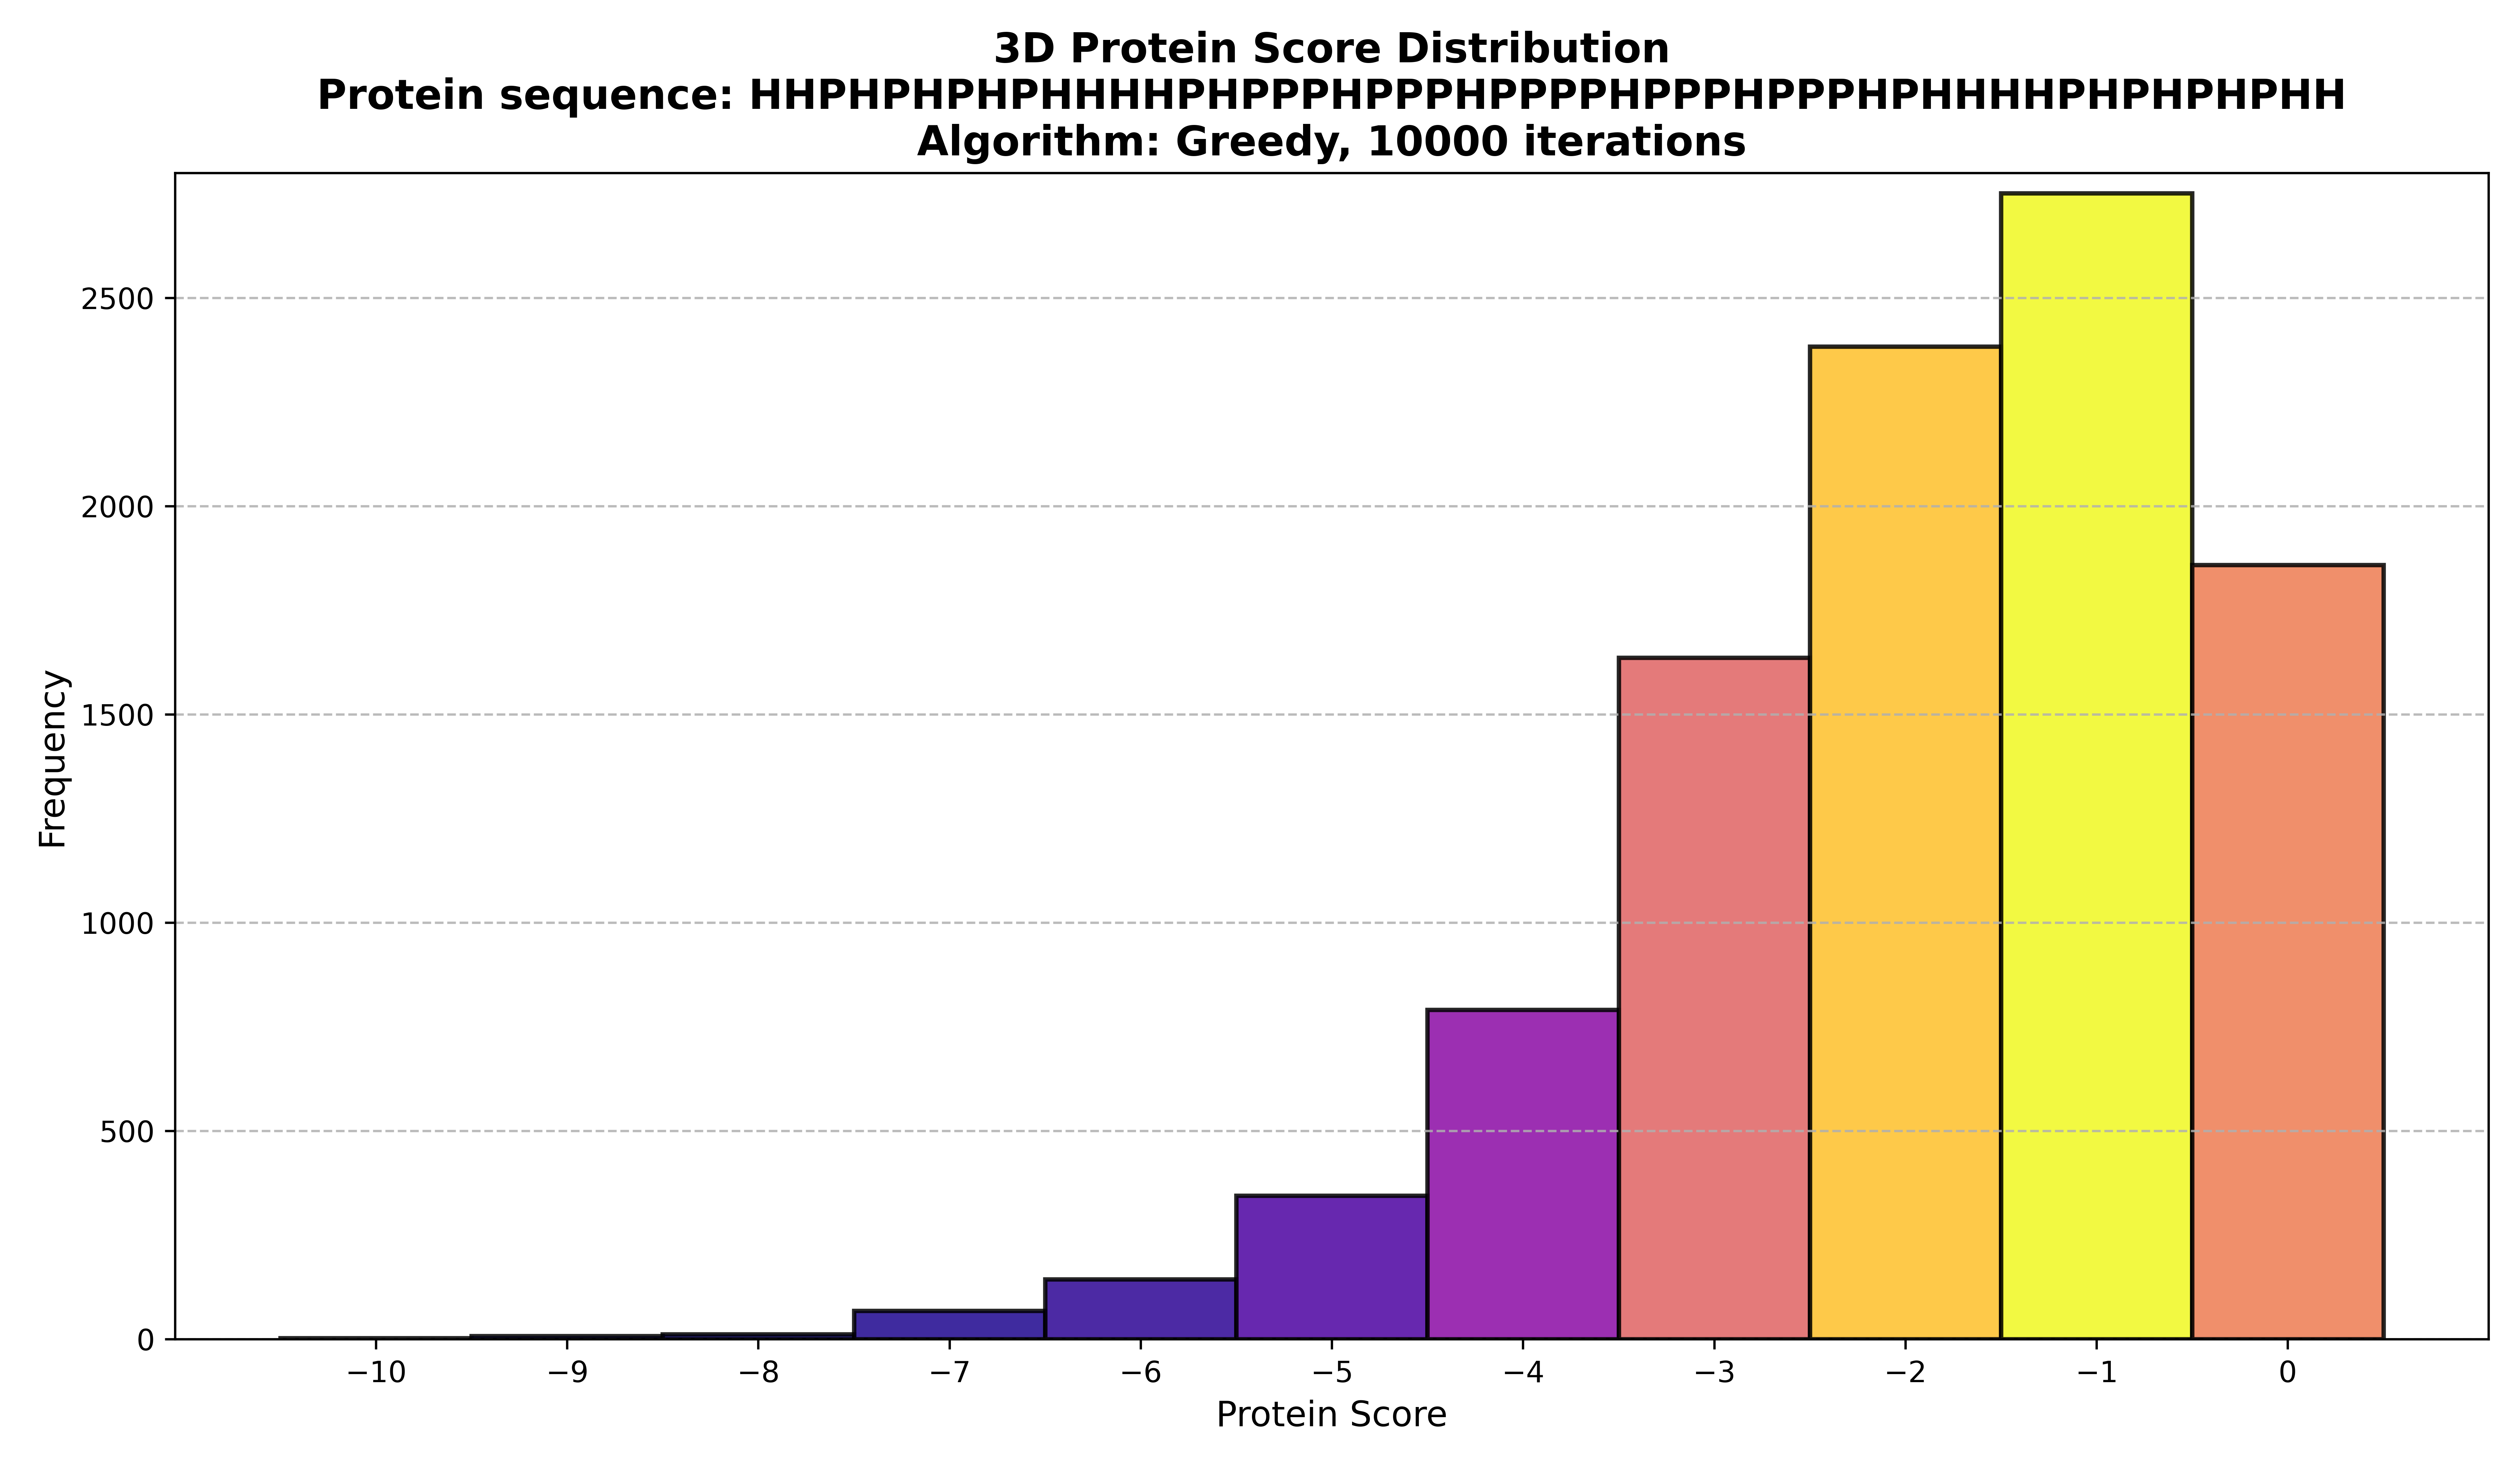 3D Protein Score Distribution
Protein sequence: HHPHPHPHPHHHHPHPPPHPPPHPPPPHPPPHPPPHPHHHHPHPHPHPHH
Algorithm: Greedy, 10000 iterations
2500
2000
1500
1000
500
0
Frequency
−10 −9 −8 −7 −6 −5 −4 −3 −2 −1 0
Protein Score